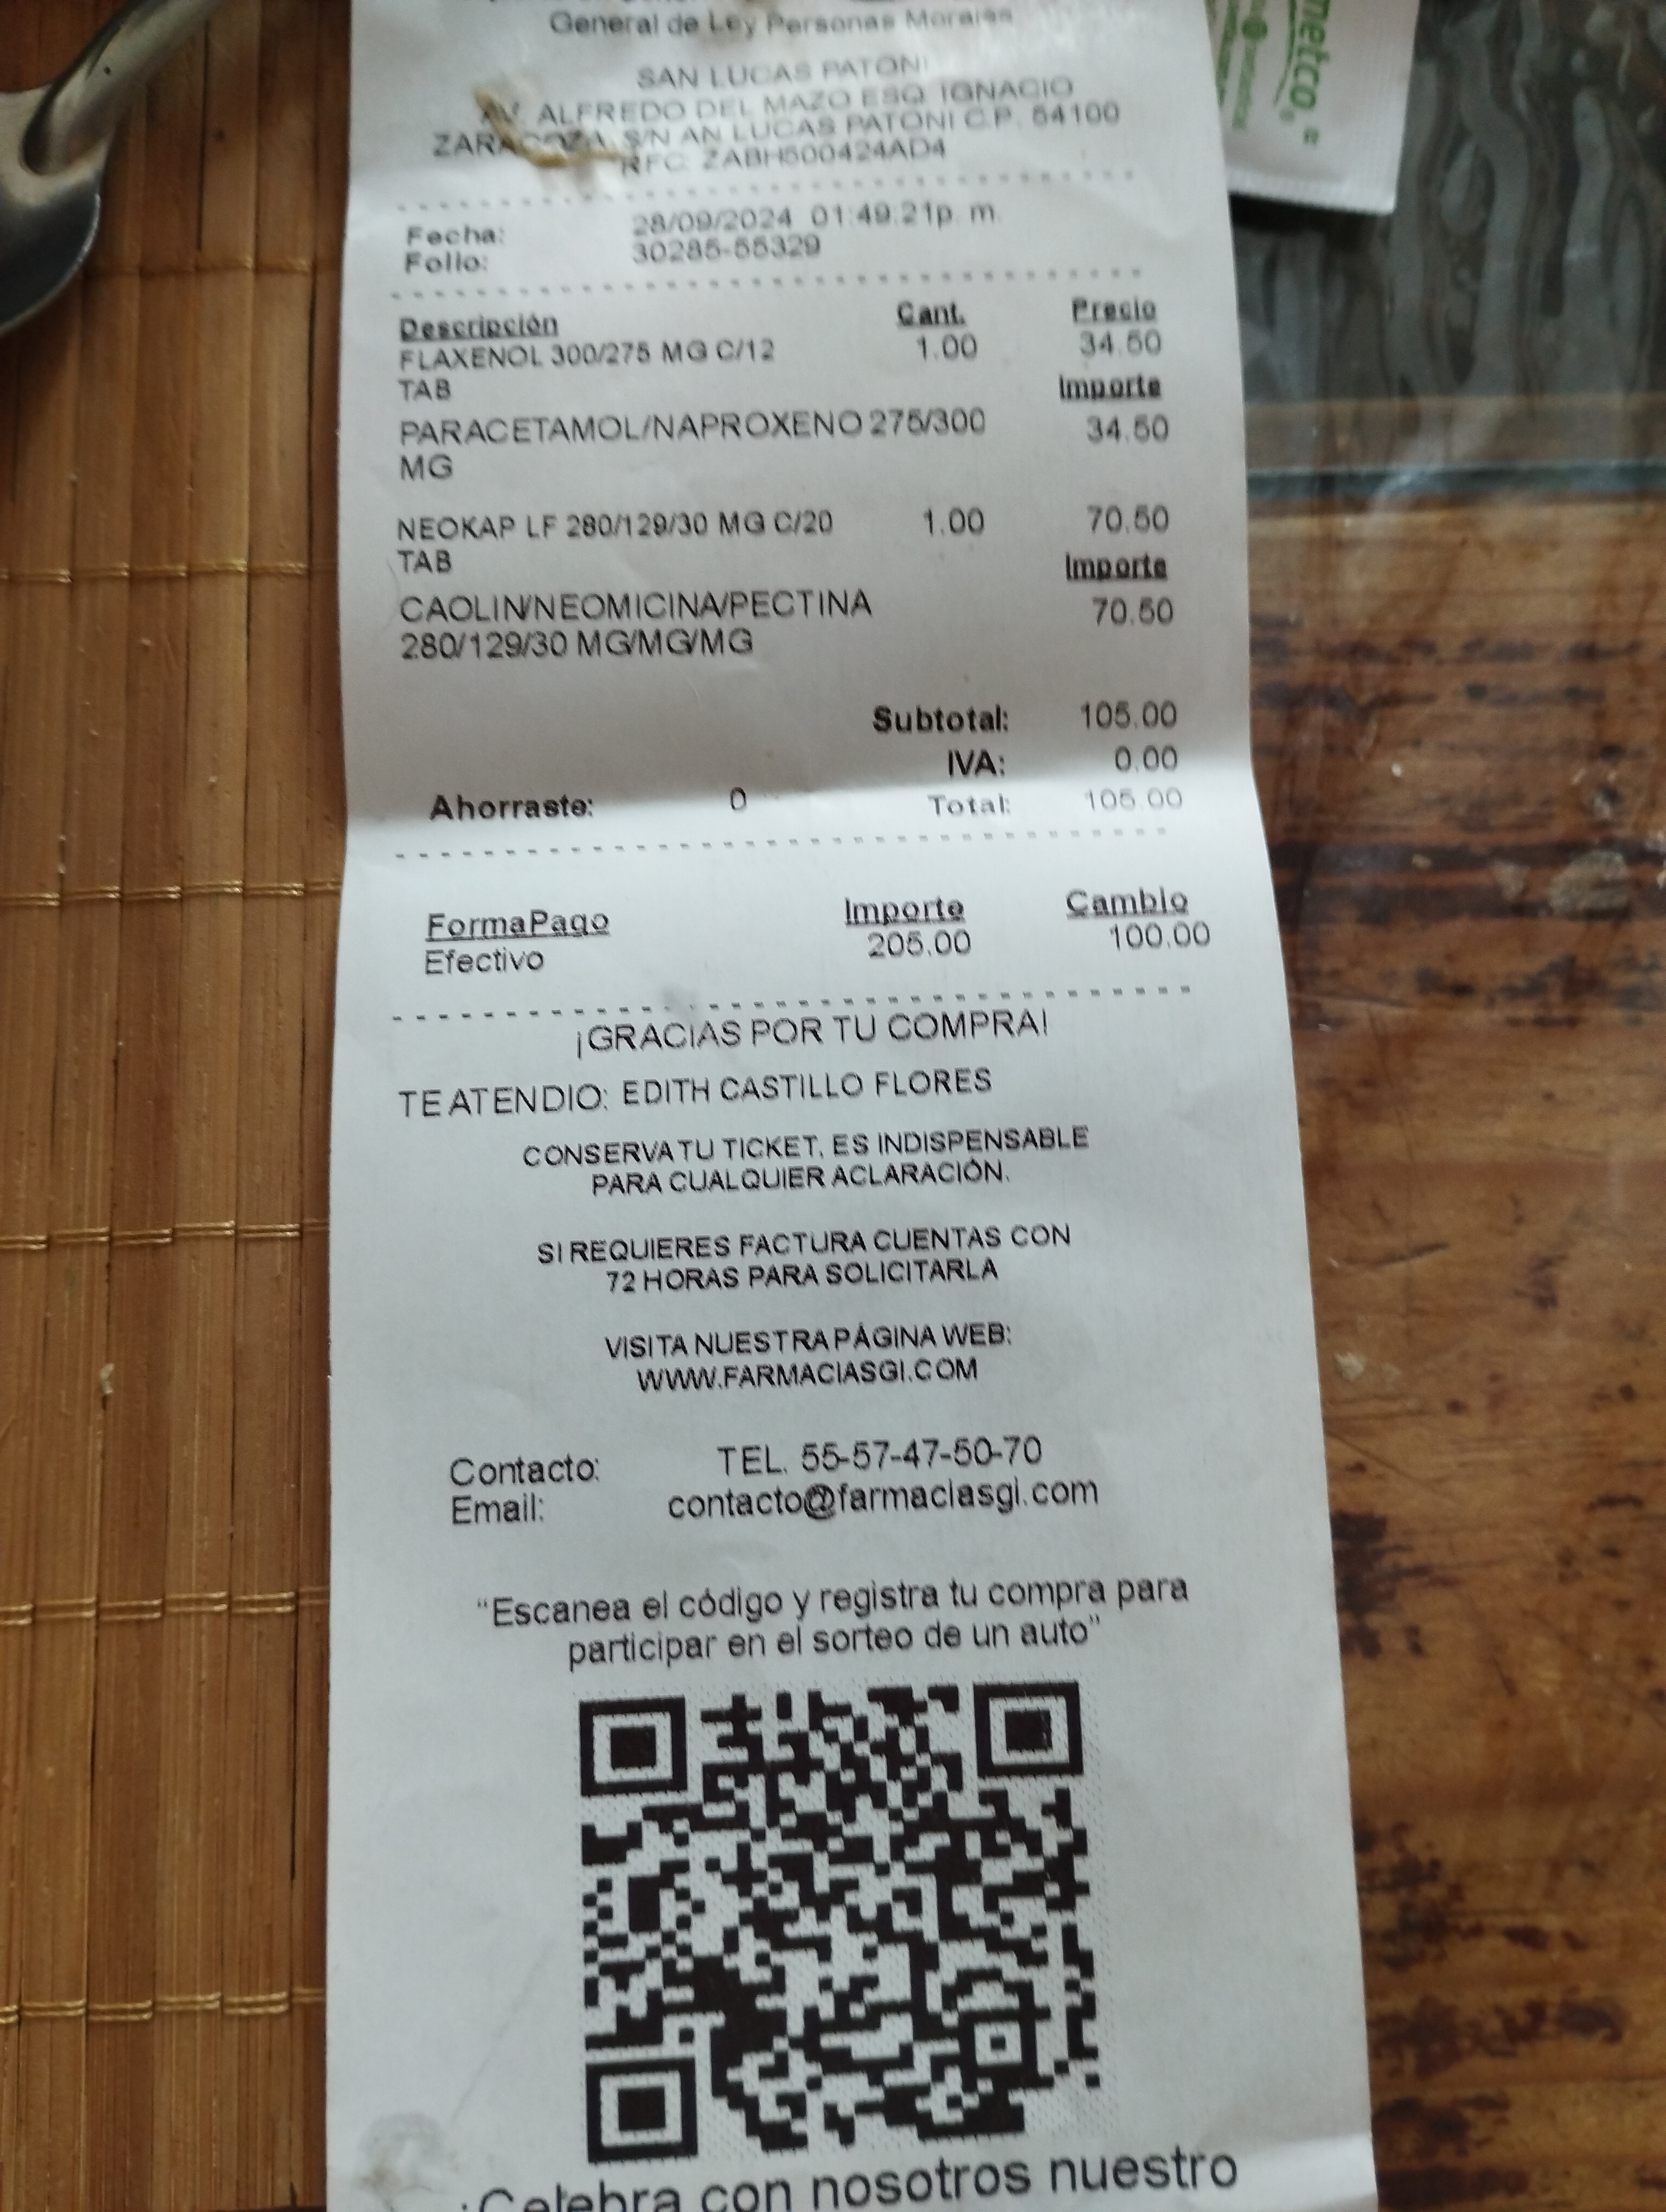 General de Ley Personas Morales
SAN LUCAS PATONI
AV. ALFREDO DEL MAZO ESQ. IGNACIO
ZARAGOZA S/N AN LUCAS PATONI C.P. 54100
RFC: ZABH500424AD4
Fecha: 28/09/2024 01:49:21p. m.
Folio: 30285-55329
Descripción Cant. Precio
FLAXENOL 300/275 MG C/12 1.00 34.50
TAB Importe
PARACETAMOL/NAPROXENO 275/300 34.50
MG
NEOKAP LF 280/129/30 MG C/20 1.00 70.50
TAB Importe
CAOLIN/NEOMICINA/PECTINA 70.50
280/129/30 MG/MG/MG
Subtotal: 105.00
IVA: 0.00
Ahorraste: 0 Total: 105.00
FormaPago Importe Cambio
Efectivo 205.00 100.00
¡GRACIAS POR TU COMPRA!
TE ATENDIO: EDITH CASTILLO FLORES
CONSERVA TU TICKET, ES INDISPENSABLE
PARA CUALQUIER ACLARACIÓN.
SI REQUIERES FACTURA CUENTAS CON
72 HORAS PARA SOLICITARLA
VISITA NUESTRA PÁGINA WEB:
WWW.FARMACIASGI.COM
Contacto: TEL. 55-57-47-50-70
Email: contacto@farmaciasgi.com
“Escanea el código y registra tu compra para
participar en el sorteo de un auto”
¡Celebra con nosotros nuestro
metco